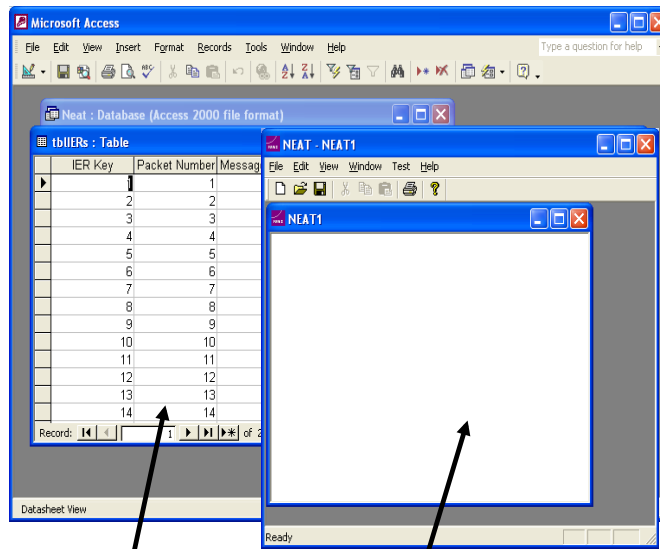 Microsoft Access
File Edit View Insert Format Records Tools Window Help Type a question for help
Neat : Database (Access 2000 file format)
tblIERs : Table
IER Key Packet Number Messag
1 1
2 2
3 3
4 4
5 5
6 6
7 7
8 8
9 9
10 10
11 11
12 12
13 13
14 14
Record: 1 of 2
Datasheet View
NEAT - NEAT1
File Edit View Window Test Help
NEAT1
Ready